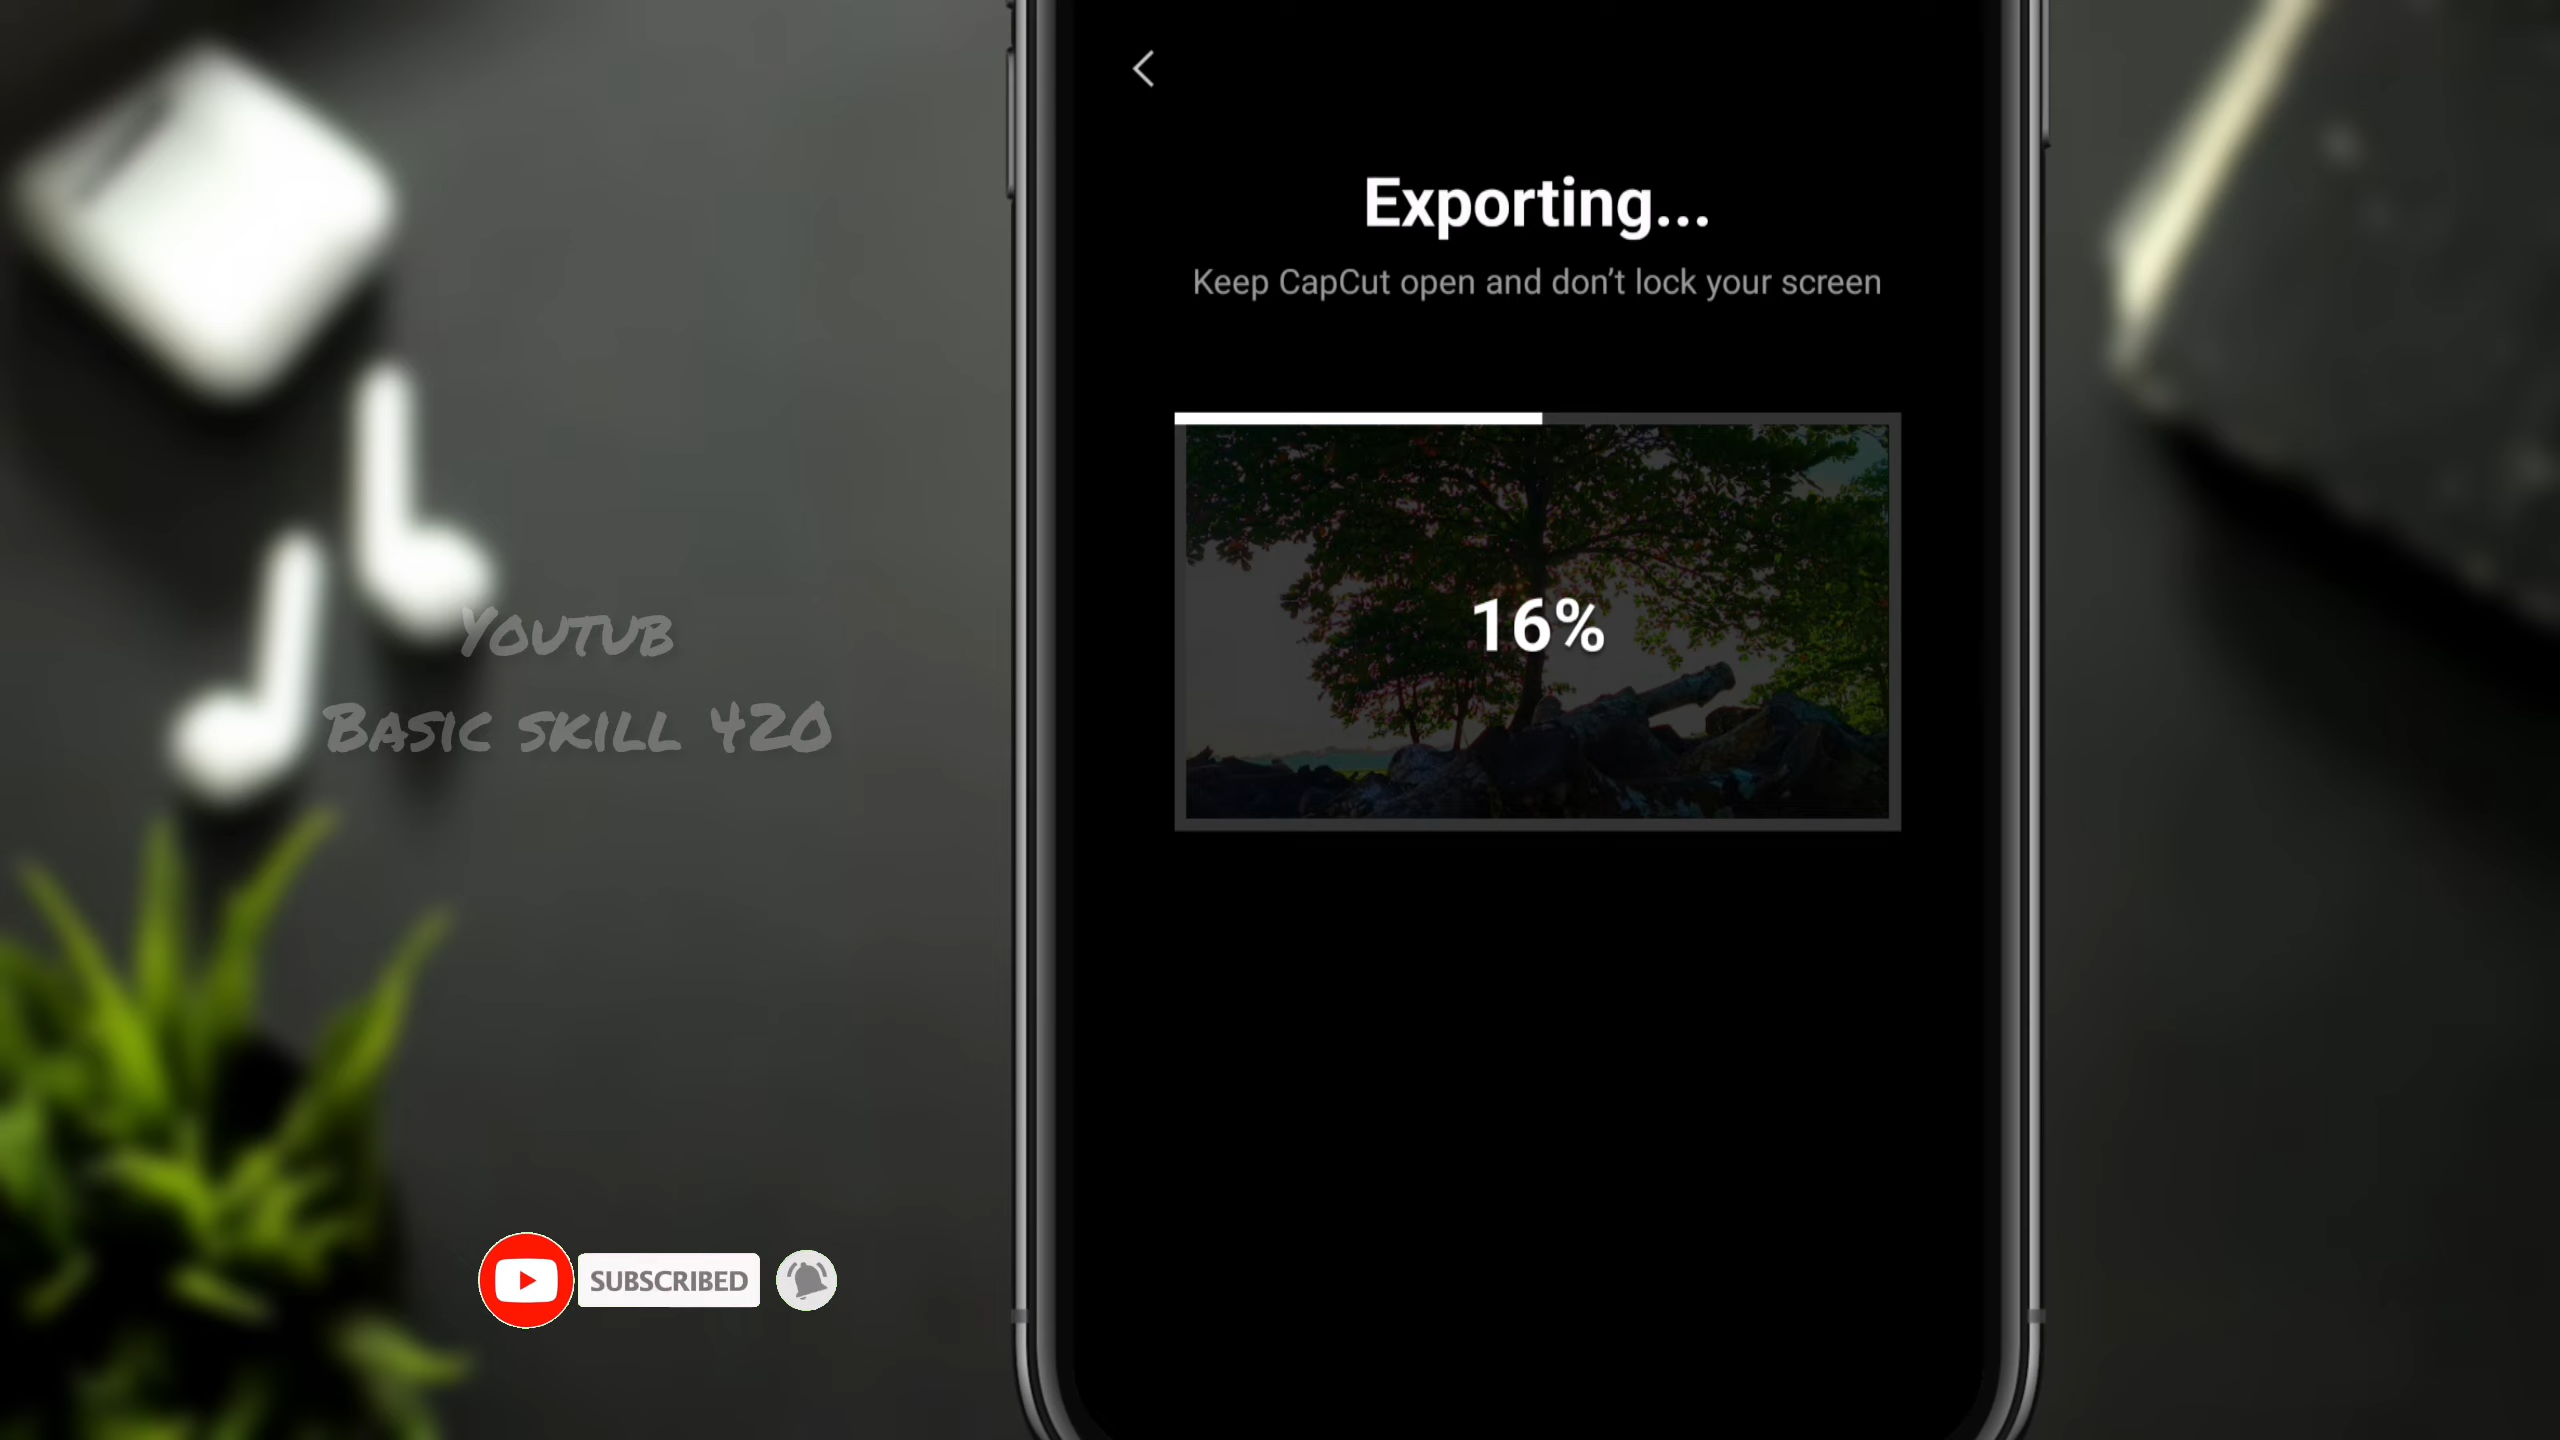 Exporting...
Keep CapCut open and don't lock your screen
16%
Youtub
Basic skill 420
SUBSCRIBED